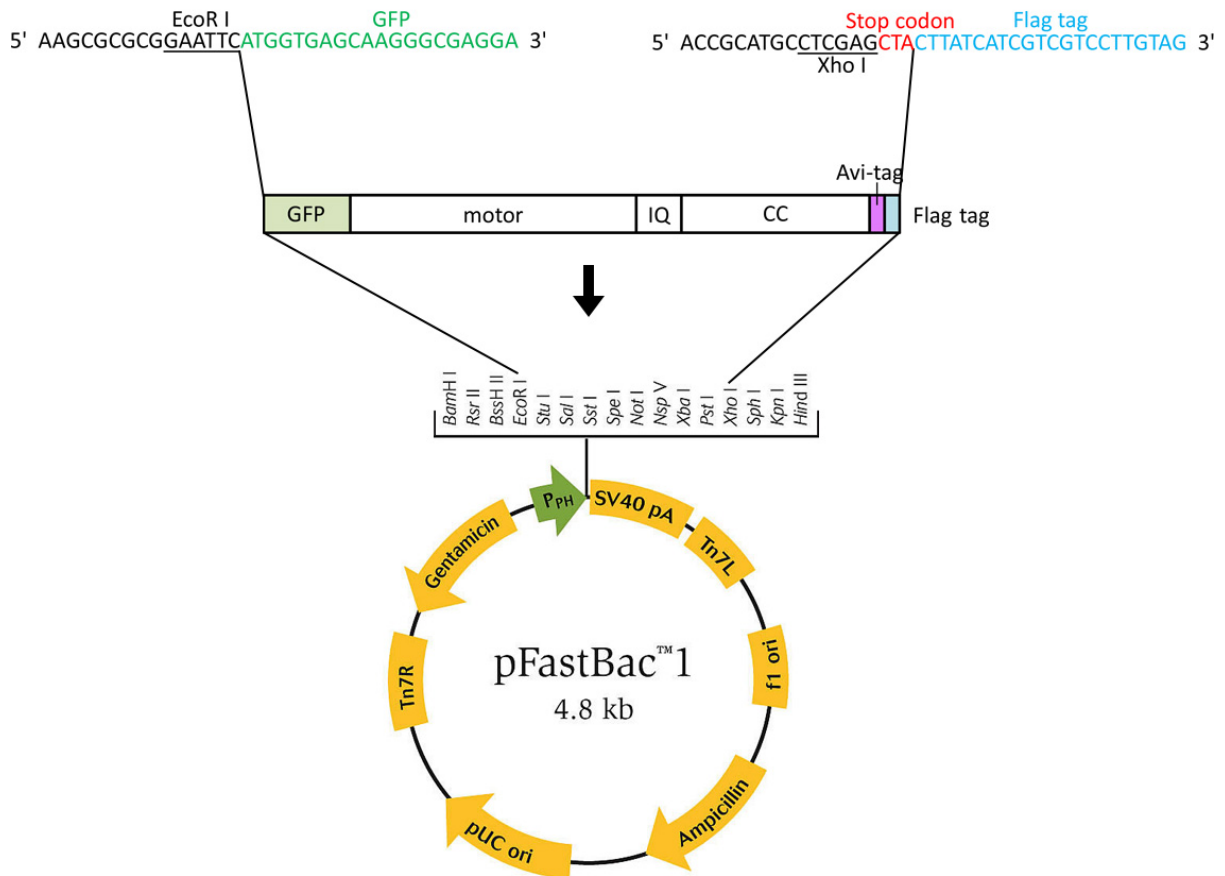 EcoR I
GFP
5' AAGCGCGCGGAATTCATGGTGAGCAAGGGCGAGGA 3'
Stop codon
Flag tag
5' ACCGCATGCCTCGAGCTACTTATCATCGTCGTCCTTGTAG 3'
Xho I
Avi-tag
GFP
motor
IQ
CC
Flag tag
BamH I
Rsr II
BssH II
EcoR I
Stu I
Sal I
Sst I
Spe I
Not I
Nsp V
Xba I
Pst I
Xho I
Sph I
Kpn I
Hind III
PPH
SV40 pA
Tn7L
f1 ori
Ampicillin
pUC ori
Tn7R
Gentamicin
pFastBac™1
4.8 kb